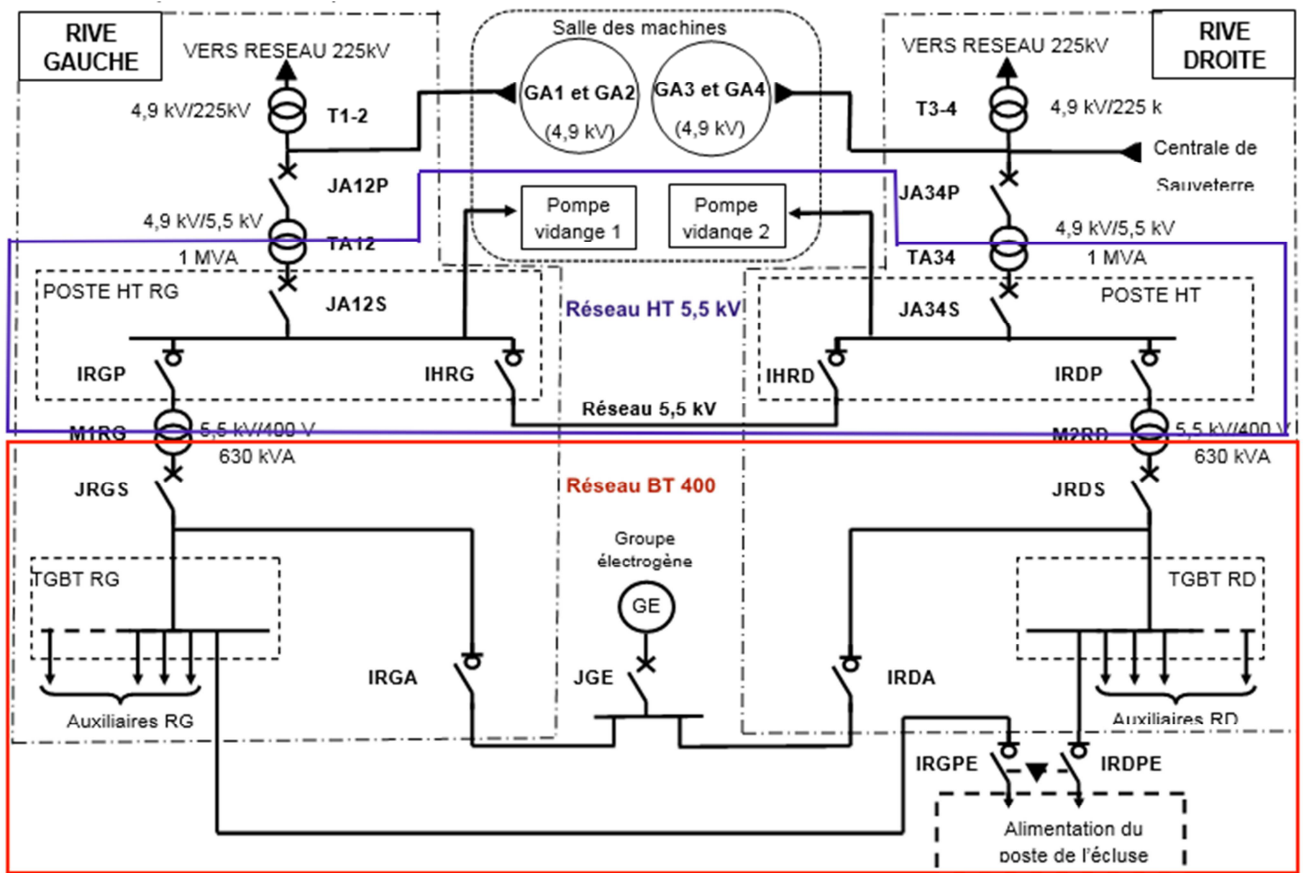 RIVE
GAUCHE
VERS RESEAU 225kV
4,9 kV/225kV
T1-2
Salle des machines
GA1 et GA2
(4,9 kV)
GA3 et GA4
(4,9 kV)
RIVE
DROITE
VERS RESEAU 225kV
T3-4
4,9 kV/225 k
Centrale de
Sauveterre
JA12P
4,9 kV/5,5 kV
TA12
1 MVA
Pompe
vidange 1
Pompe
vidange 2
JA34P
4,9 kV/5,5 kV
TA34
1 MVA
POSTE HT RG
JA12S
Réseau HT 5,5 kV
JA34S
POSTE HT
IRGP
IHRG
IHRD
IRDP
Réseau 5,5 kV
M1RG
5,5 kV/400 V
630 kVA
M2RD
5,5 kV/400 V
630 kVA
JRGS
Réseau BT 400
JRDS
Groupe
électrogène
GE
TGBT RG
TGBT RD
IRGA
JGE
IRDA
Auxiliaires RG
Auxiliaires RD
IRGPE
IRDPE
Alimentation du
poste de l'écluse